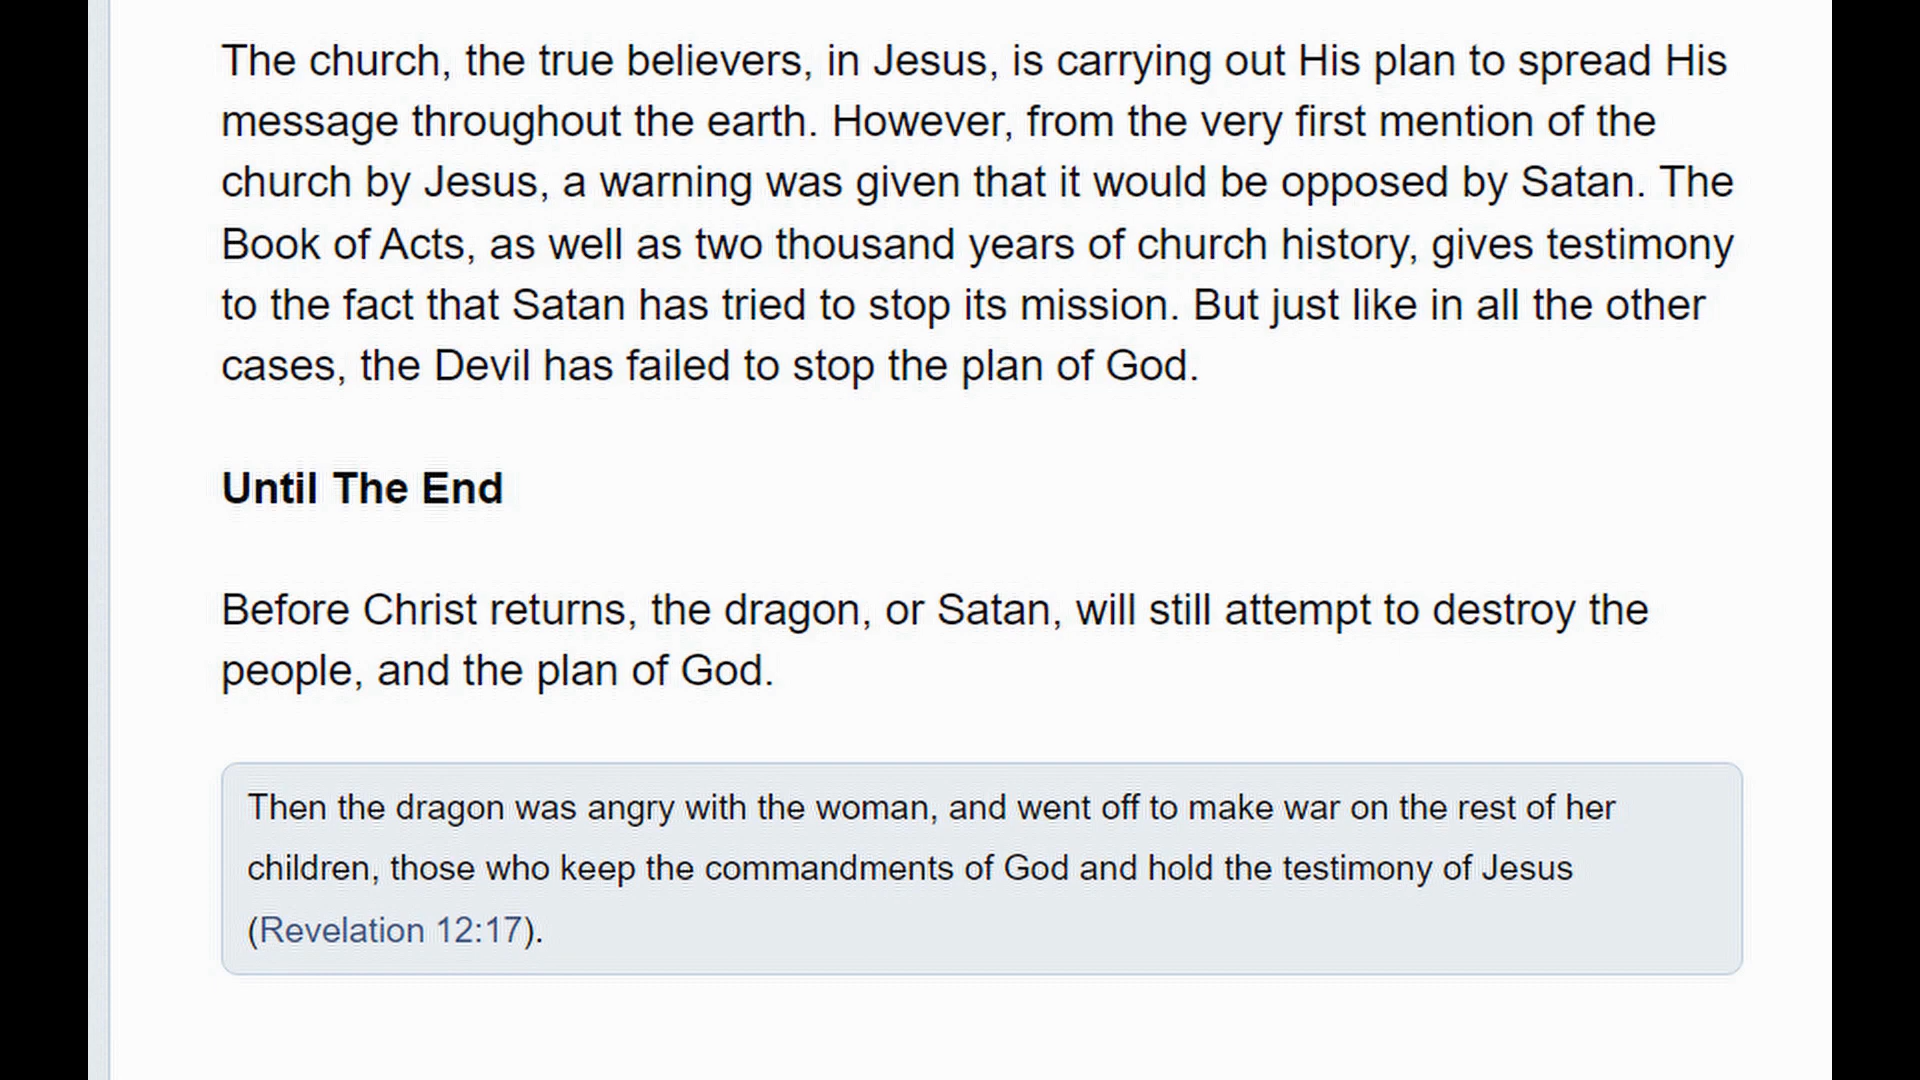 The church, the true believers, in Jesus, is carrying out His plan to spread His
message throughout the earth. However, from the very first mention of the
church by Jesus, a warning was given that it would be opposed by Satan. The
Book of Acts, as well as two thousand years of church history, gives testimony
to the fact that Satan has tried to stop its mission. But just like in all the other
cases, the Devil has failed to stop the plan of God.
Until The End
Before Christ returns, the dragon, or Satan, will still attempt to destroy the
people, and the plan of God.
Then the dragon was angry with the woman, and went off to make war on the rest of her
children, those who keep the commandments of God and hold the testimony of Jesus
(Revelation 12:17).